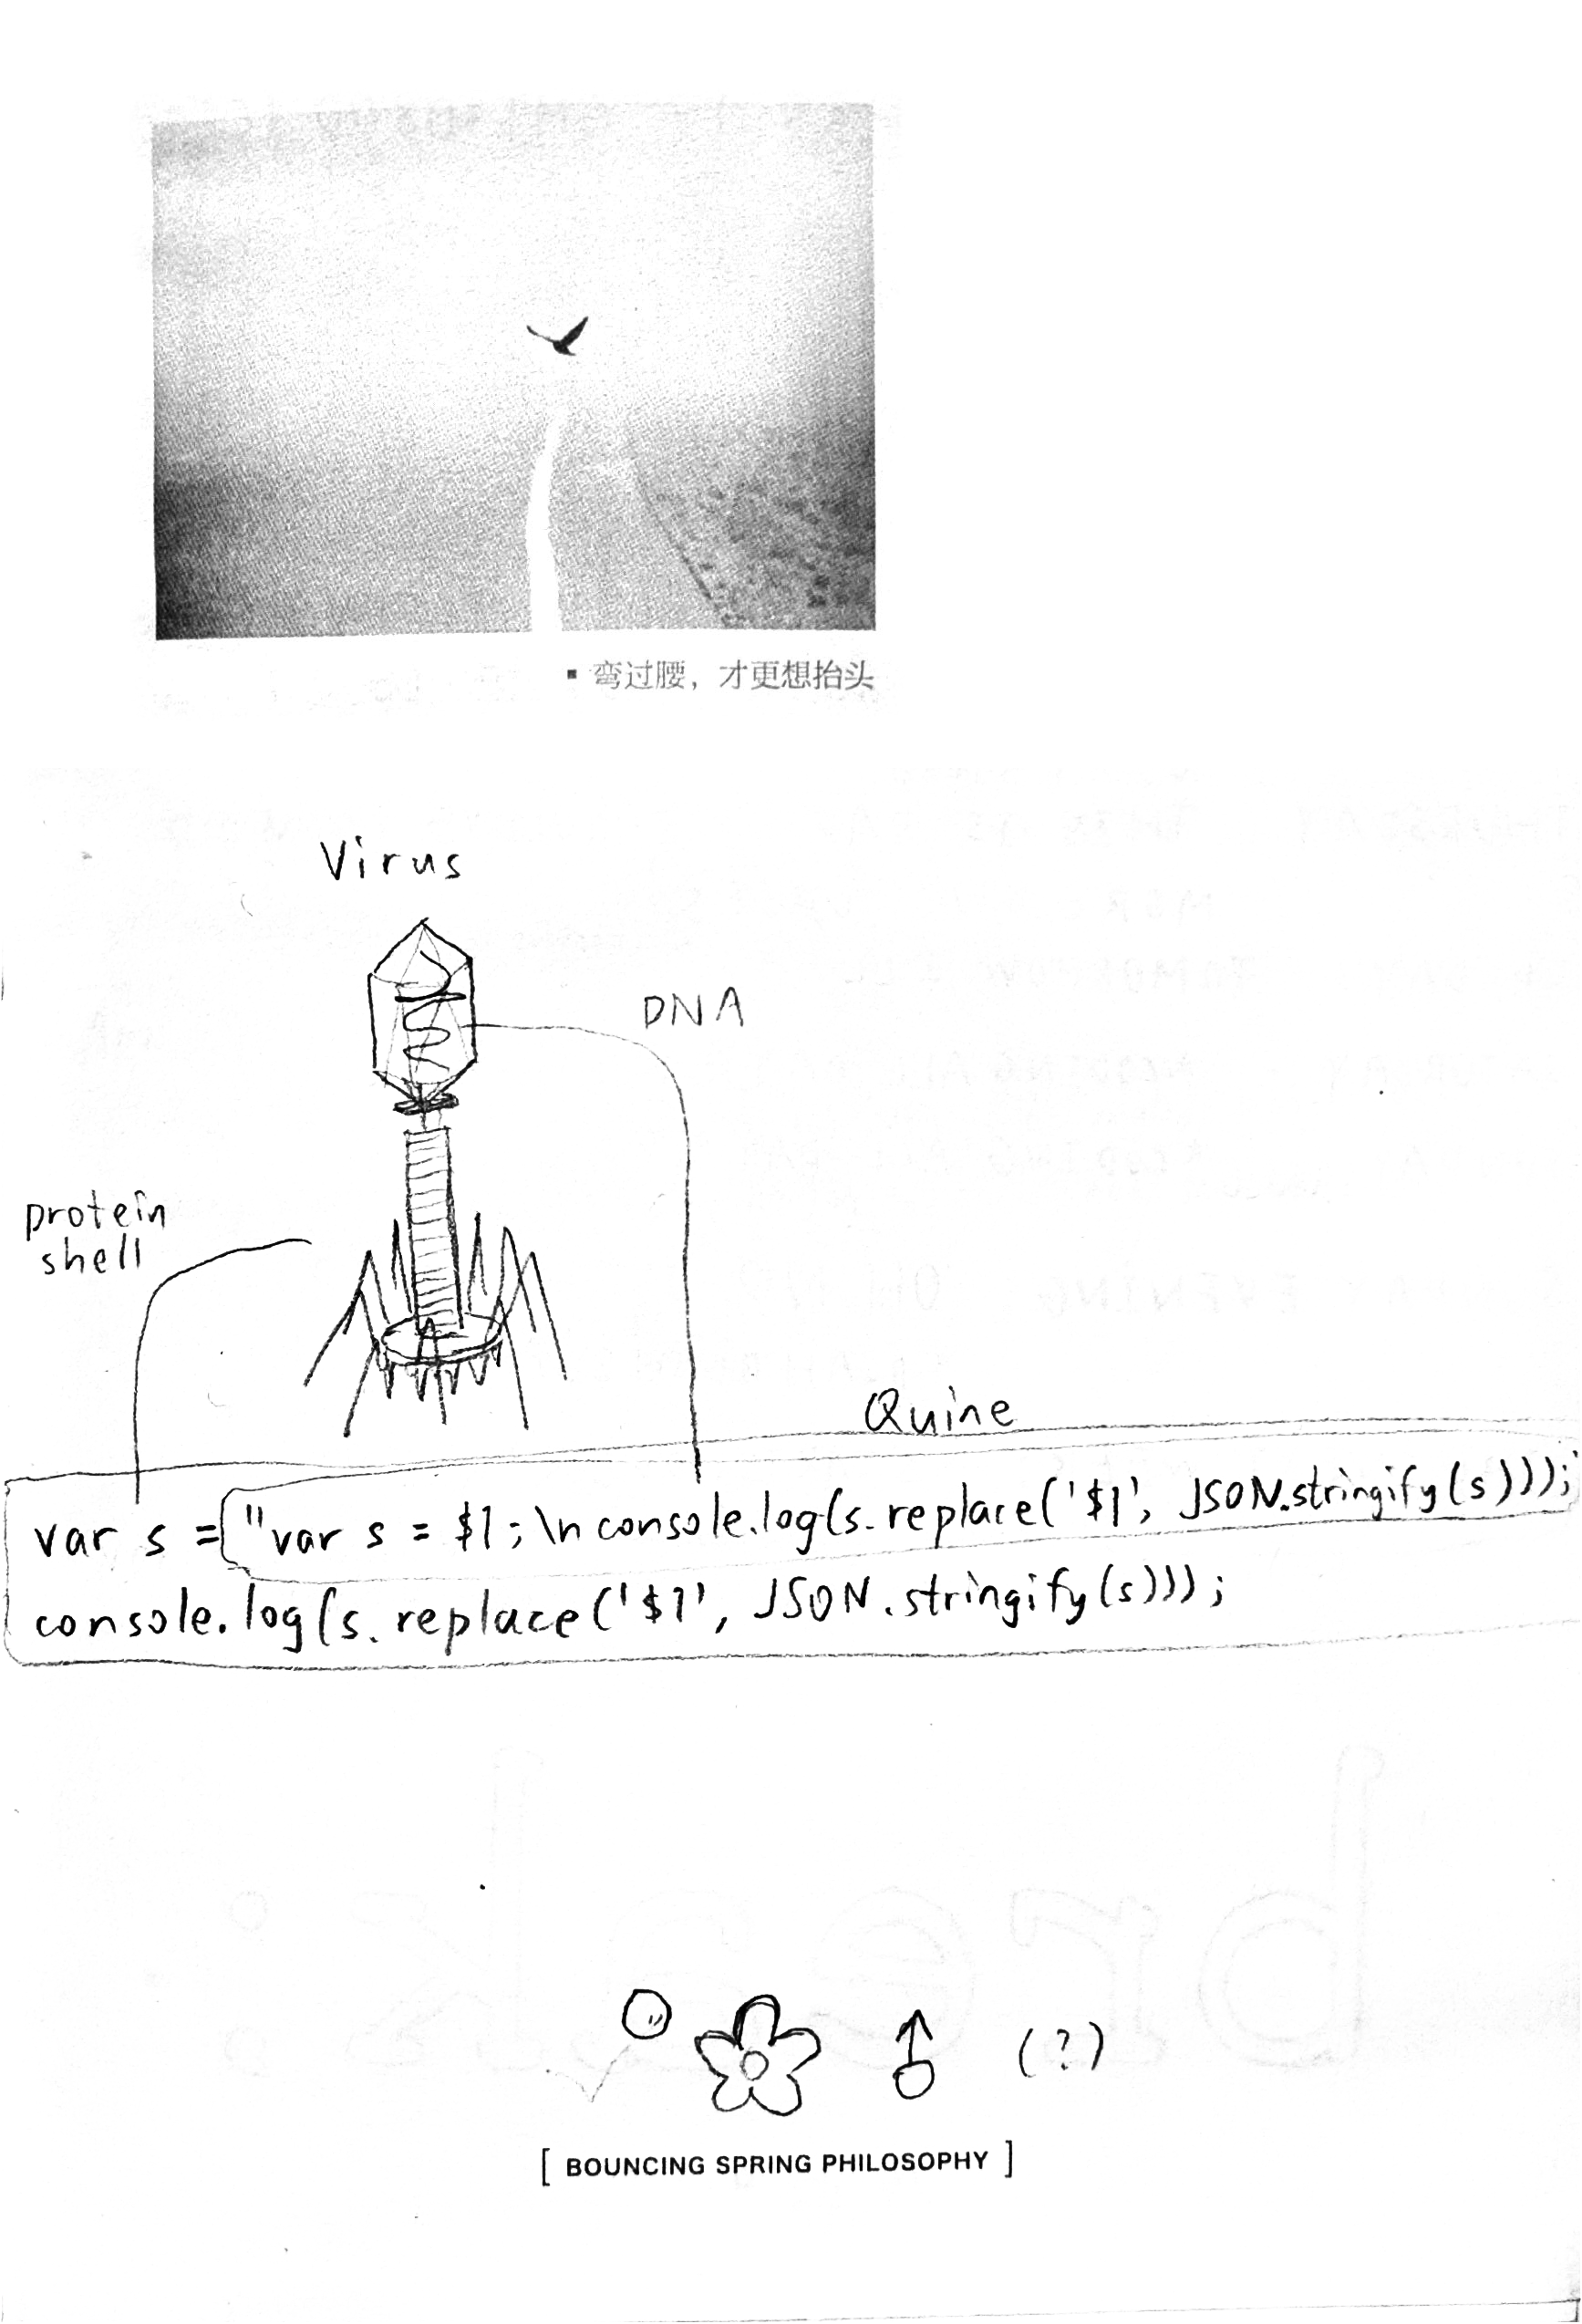 ▪ 弯过腰，才更想抬头
Virus
DNA
protein
shell
Quine
var s = "var s = $1;\nconsole.log(s.replace('$1', JSON.stringify(s)));
console.log(s.replace('$1', JSON.stringify(s)));
(?)
[ BOUNCING SPRING PHILOSOPHY ]